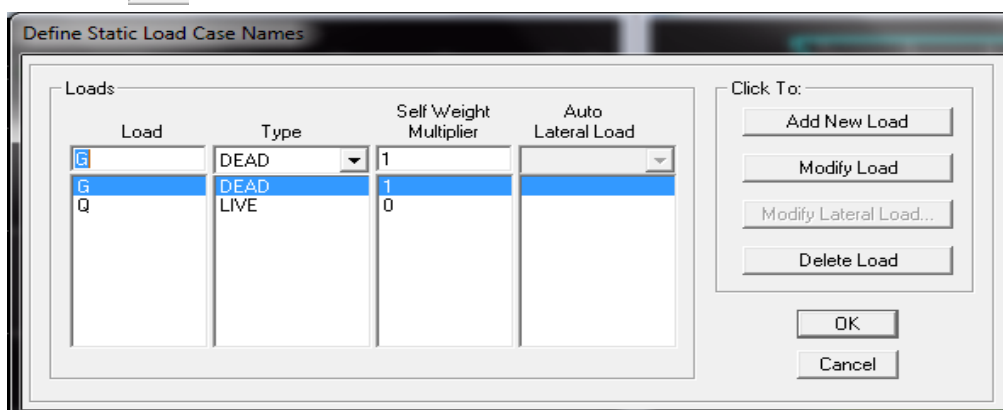 Define Static Load Case Names
Loads
Load Type Self Weight Multiplier Auto Lateral Load
G DEAD 1
G DEAD 1
Q LIVE 0
Click To:
Add New Load
Modify Load
Modify Lateral Load...
Delete Load
OK
Cancel